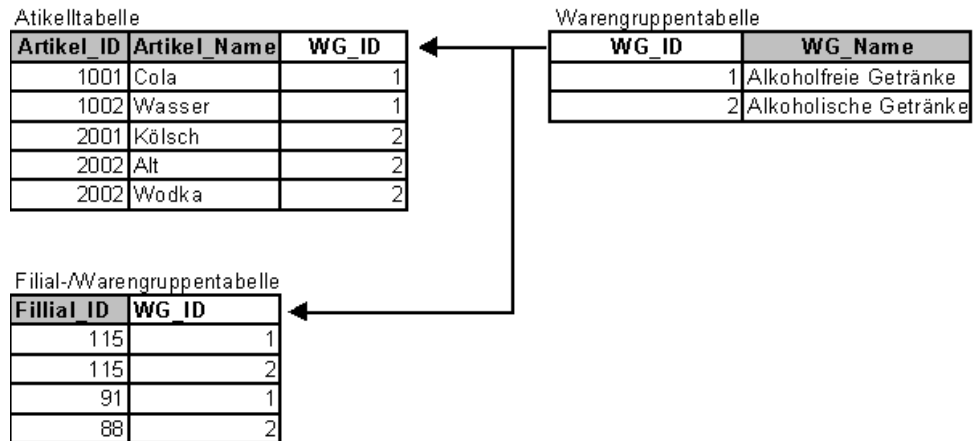 Atikelltabelle
Artikel_ID Artikel_Name WG_ID
1001 Cola 1
1002 Wasser 1
2001 Kölsch 2
2002 Alt 2
2002 Wodka 2
Warengruppentabelle
WG_ID WG_Name
1 Alkoholfreie Getränke
2 Alkoholische Getränke
Filial-/Warengruppentabelle
Fillial_ID WG_ID
115 1
115 2
91 1
88 2